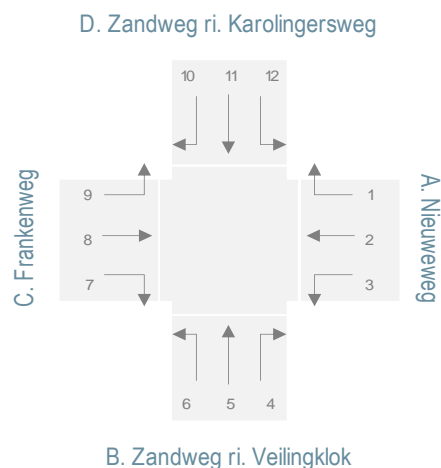 D. Zandweg ri. Karolingersweg
10 11 12
C. Frankenweg
9
8
7
1
2
3
A. Nieuweweg
6 5 4
B. Zandweg ri. Veilingklok